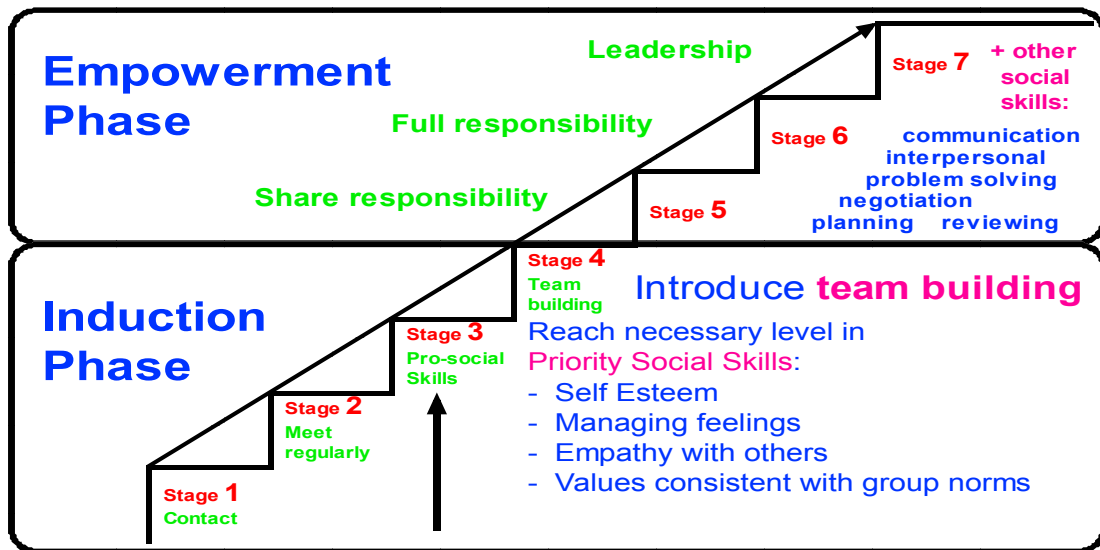 Empowerment
Phase
Leadership
Full responsibility
Share responsibility
Stage 7
+ other
social
skills:
Stage 6
communication
interpersonal
problem solving
negotiation
planning reviewing
Stage 5
Induction
Phase
Stage 4
Team
building
Introduce team building
Reach necessary level in
Priority Social Skills:
- Self Esteem
- Managing feelings
- Empathy with others
- Values consistent with group norms
Stage 3
Pro-social
Skills
Stage 2
Meet
regularly
Stage 1
Contact